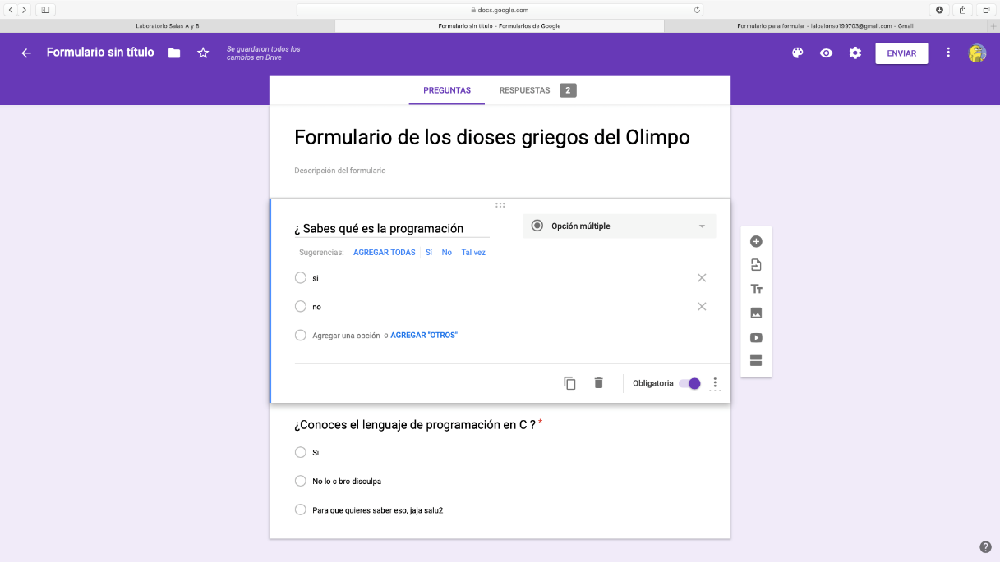 docs.google.com
Laboratorio Salas A y B
Formulario sin título - Formularios de Google
Formulario para formular - laloalonso199703@gmail.com - Gmail
Formulario sin título
Se guardaron todos los
cambios en Drive
ENVIAR
PREGUNTAS
RESPUESTAS 2
Formulario de los dioses griegos del Olimpo
Descripción del formulario
¿ Sabes qué es la programación
Opción múltiple
Sugerencias: AGREGAR TODAS Sí No Tal vez
si
no
Agregar una opción o AGREGAR "OTROS"
Obligatoria
¿Conoces el lenguaje de programación en C ? *
Si
No lo c bro disculpa
Para que quieres saber eso, jaja salu2